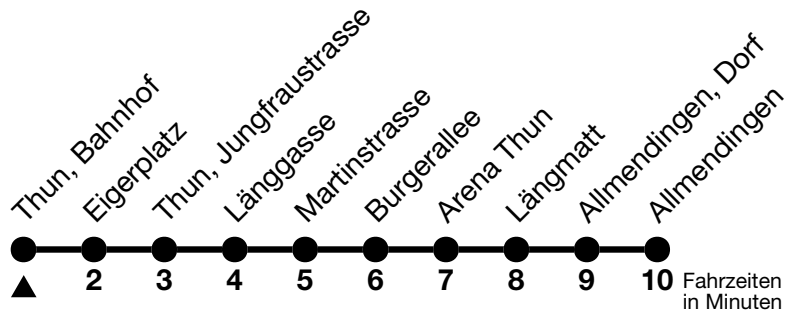 Thun, Bahnhof
Eigerplatz
Thun, Jungfraustrasse
Länggasse
Martinstrasse
Burgerallee
Arena Thun
Längmatt
Allmendingen, Dorf
Allmendingen
2 3 4 5 6 7 8 9 10 Fahrzeiten
in Minuten